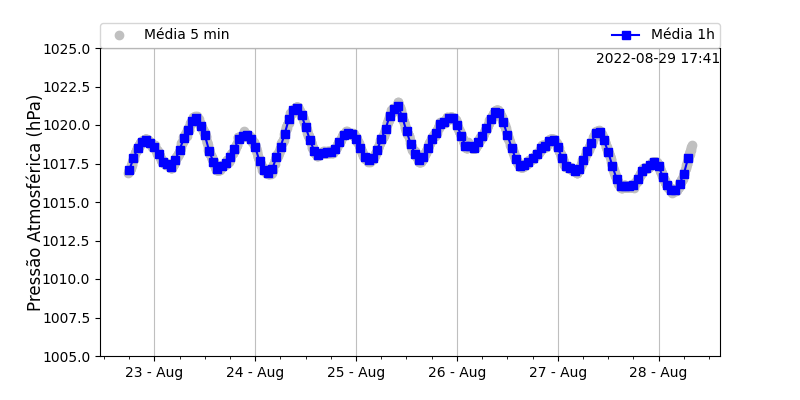 Média 5 min
Média 1h
2022-08-29 17:41
Pressão Atmosférica (hPa)
1025.0
1022.5
1020.0
1017.5
1015.0
1012.5
1010.0
1007.5
1005.0
23 - Aug
24 - Aug
25 - Aug
26 - Aug
27 - Aug
28 - Aug